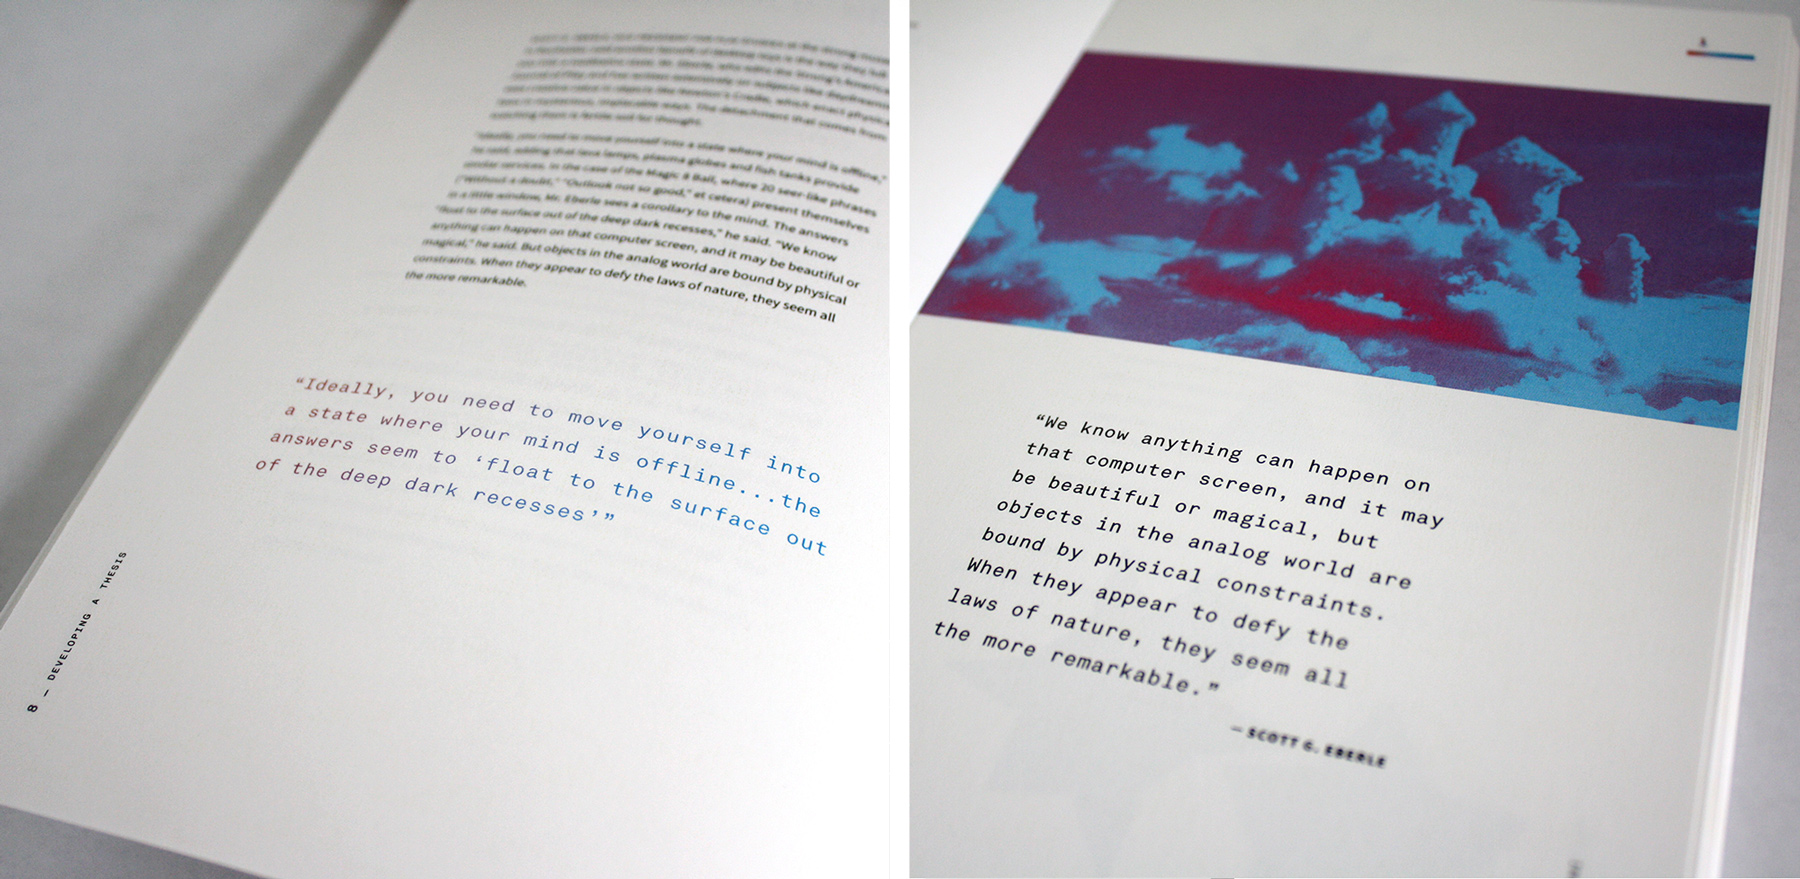 "Ideally, you need to move yourself into a state where your mind is offline,"
he said, adding that lava lamps, plasma globes and fish tanks provide
similar services. In the case of the Magic 8 Ball, where 20 seer-like phrases
("Without a doubt," "Outlook not so good," et cetera) present themselves
in a little window, Mr. Eberle sees a corollary to the mind. The answers
"float to the surface out of the deep dark recesses," he said. "We know
anything can happen on that computer screen, and it may be beautiful or
magical," he said. But objects in the analog world are bound by physical
constraints. When they appear to defy the laws of nature, they seem all
the more remarkable.
“Ideally, you need to move yourself into
a state where your mind is offline...the
answers seem to ‘float to the surface out
of the deep dark recesses’”
8 — DEVELOPING A THESIS
“We know anything can happen on
that computer screen, and it may
be beautiful or magical, but
objects in the analog world are
bound by physical constraints.
When they appear to defy the
laws of nature, they seem all
the more remarkable.”
— SCOTT G. EBERLE